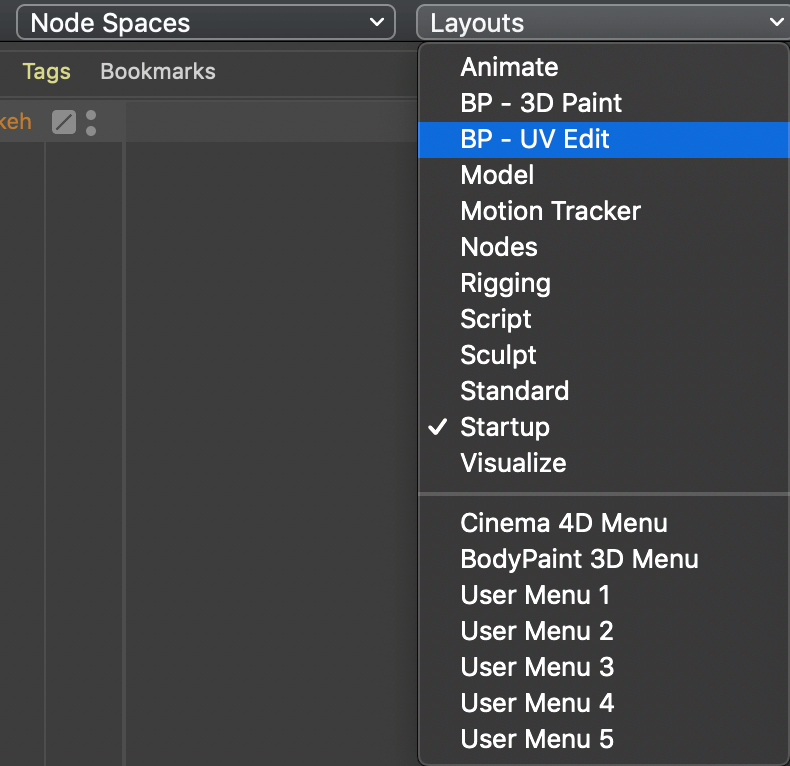 Node Spaces
Layouts
Tags Bookmarks
keh
Animate
BP - 3D Paint
BP - UV Edit
Model
Motion Tracker
Nodes
Rigging
Script
Sculpt
Standard
Startup
Visualize
Cinema 4D Menu
BodyPaint 3D Menu
User Menu 1
User Menu 2
User Menu 3
User Menu 4
User Menu 5